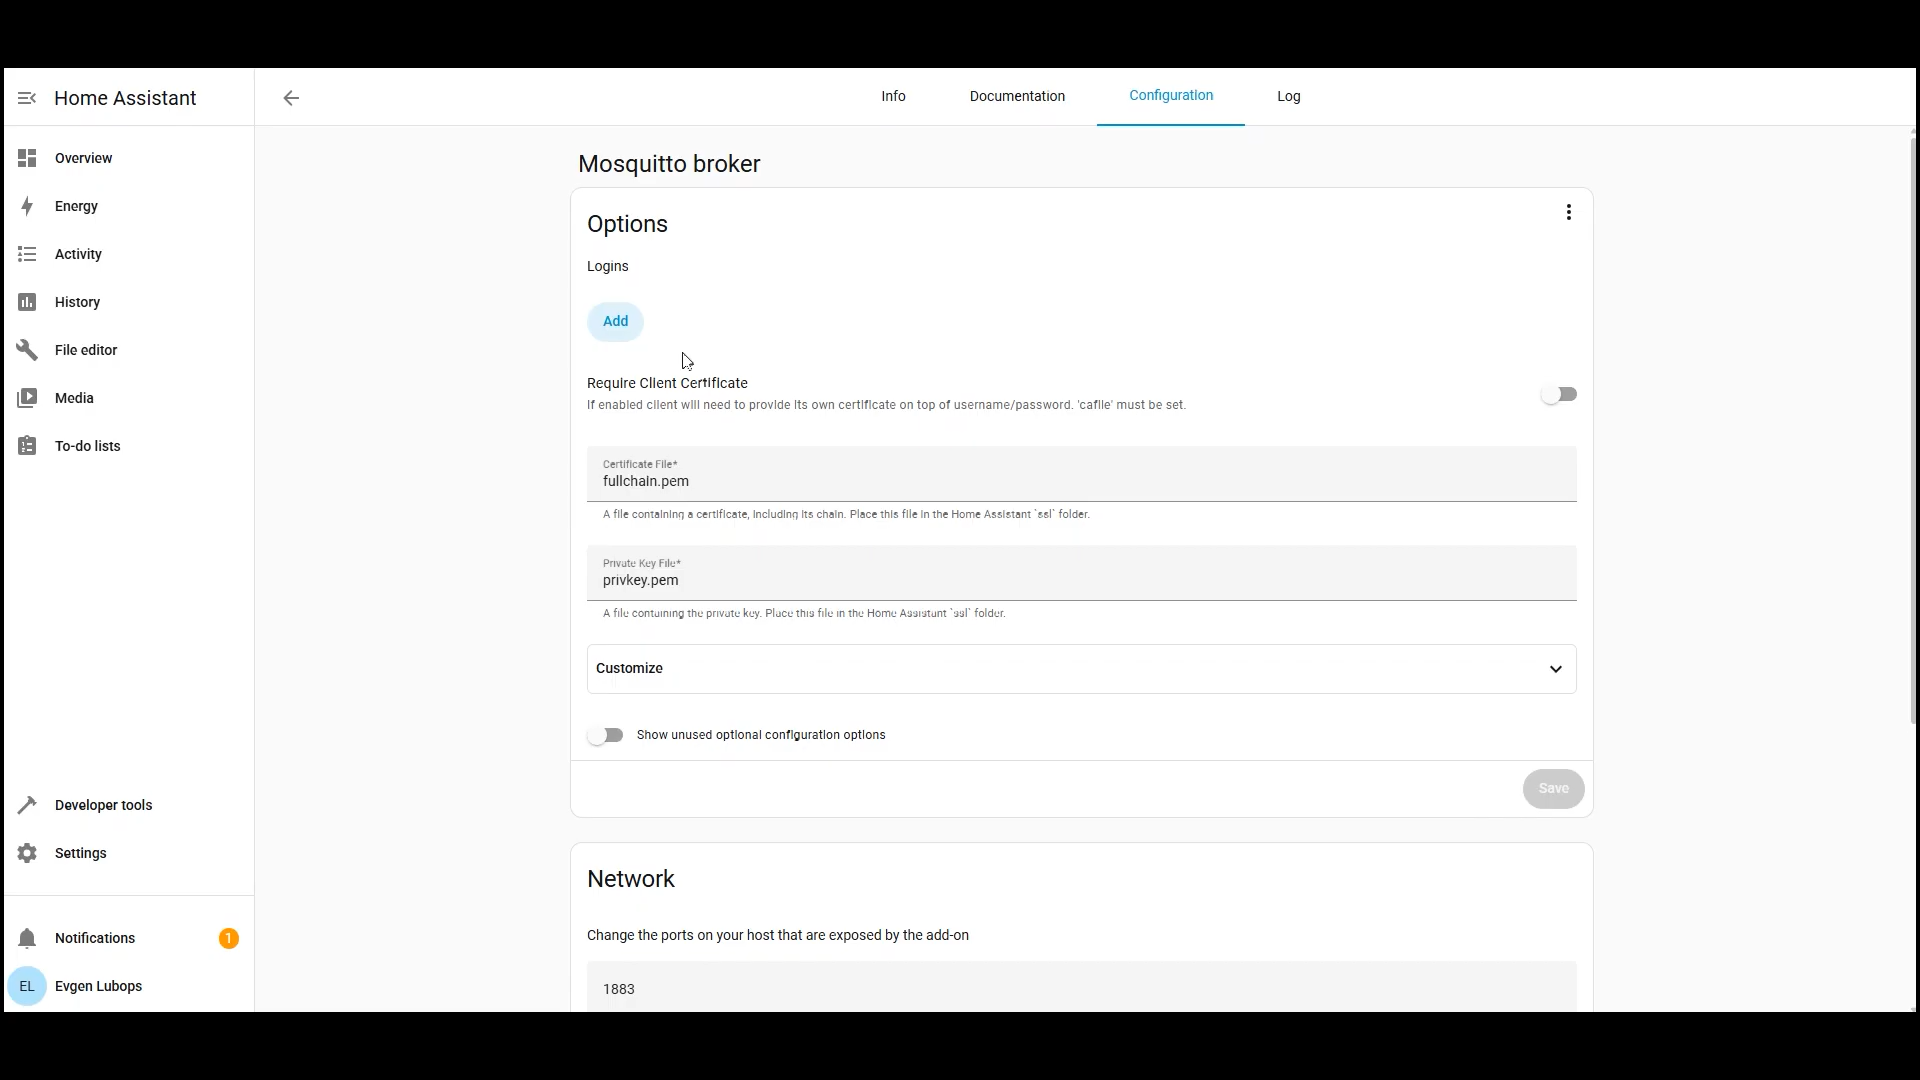 Home Assistant
Info
Documentation
Configuration
Log
Overview
Energy
Activity
History
File editor
Media
To-do lists
Developer tools
Settings
Notifications
1
EL
Evgen Lubops
Mosquitto broker
Options
Logins
Add
Require Client Certificate
If enabled client will need to provide its own certificate on top of username/password. 'cafile' must be set.
Certificate File*
fullchain.pem
A file containing a certificate, including its chain. Place this file in the Home Assistant `ssl` folder.
Private Key File*
privkey.pem
A file containing the private key. Place this file in the Home Assistant `ssl` folder.
Customize
Show unused optional configuration options
Save
Network
Change the ports on your host that are exposed by the add-on
1883